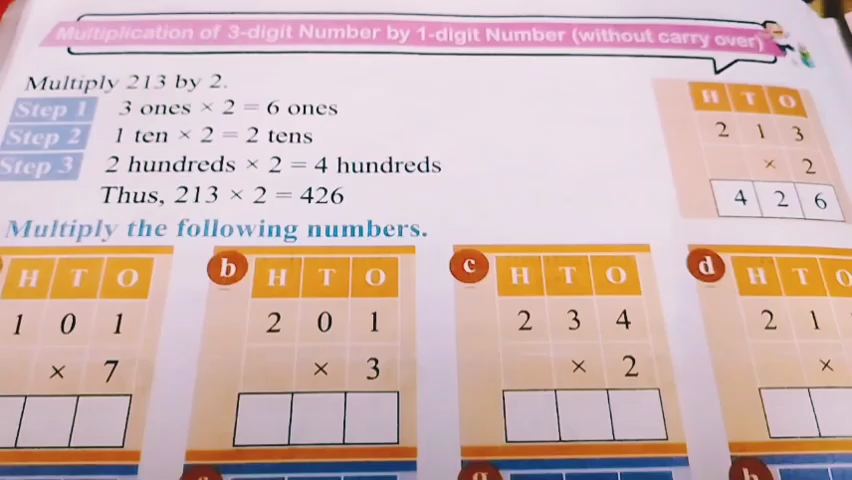 Multiplication of 3-digit Number by 1-digit Number (without carry over)
Multiply 213 by 2.
Step 1 3 ones × 2 = 6 ones
Step 2 1 ten × 2 = 2 tens
Step 3 2 hundreds × 2 = 4 hundreds
Thus, 213 × 2 = 426
H T O
2 1 3
× 2
4 2 6
Multiply the following numbers.
H T O
1 0 1
× 7
b H T O
2 0 1
× 3
c H T O
2 3 4
× 2
d H T O
2 1
×
g
h